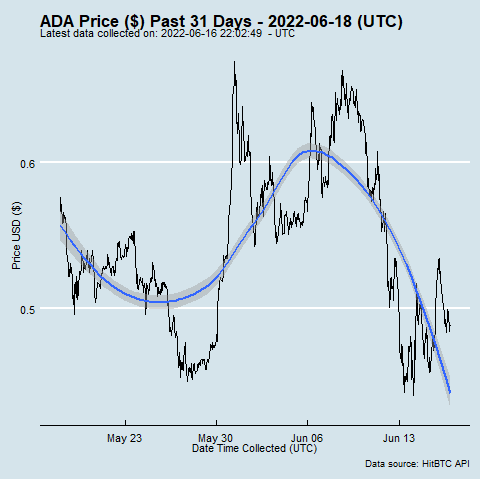 ADA Price ($) Past 31 Days - 2022-06-18 (UTC)
Latest data collected on: 2022-06-16 22:02:49 - UTC
0.6
Price USD ($)
0.5
May 23
May 30
Jun 06
Jun 13
Date Time Collected (UTC)
Data source: HitBTC API